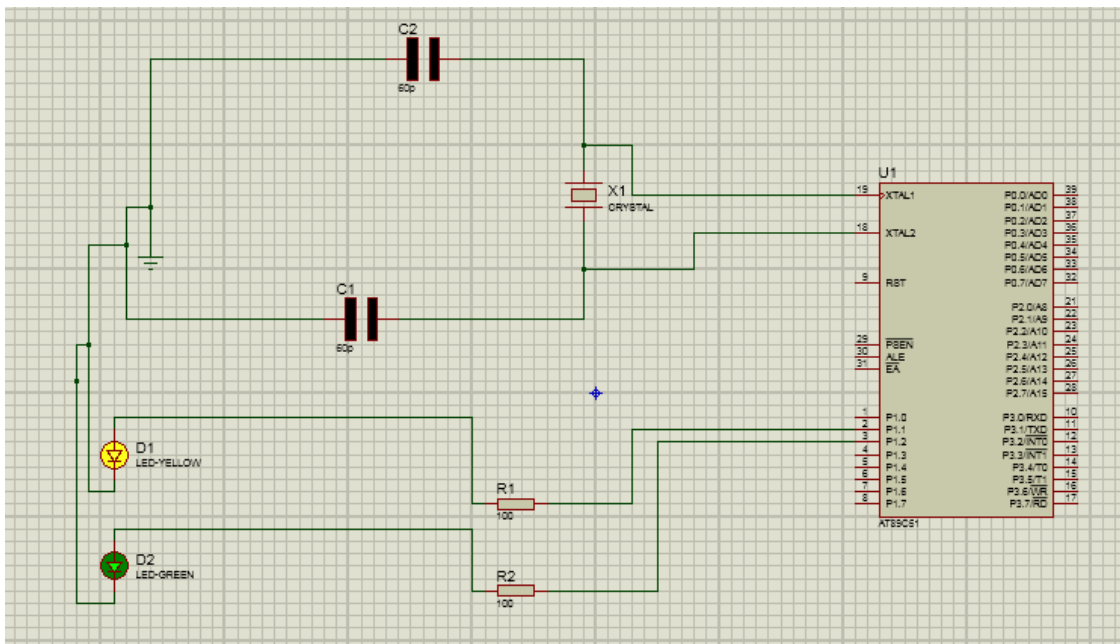 C2
60p
X1
CRYSTAL
C1
60p
D1
LED-YELLOW
R1
100
D2
LED-GREEN
R2
100
U1
19 XTAL1
18 XTAL2
9 RST
29 PSEN
30 ALE
31 EA
1 P1.0
2 P1.1
3 P1.2
4 P1.3
5 P1.4
6 P1.5
7 P1.6
8 P1.7
P0.0/AD0 39
P0.1/AD1 38
P0.2/AD2 37
P0.3/AD3 36
P0.4/AD4 35
P0.5/AD5 34
P0.6/AD6 33
P0.7/AD7 32
P2.0/A8 21
P2.1/A9 22
P2.2/A10 23
P2.3/A11 24
P2.4/A12 25
P2.5/A13 26
P2.6/A14 27
P2.7/A15 28
P3.0/RXD 10
P3.1/TXD 11
P3.2/INT0 12
P3.3/INT1 13
P3.4/T0 14
P3.5/T1 15
P3.6/WR 16
P3.7/RD 17
AT89C51